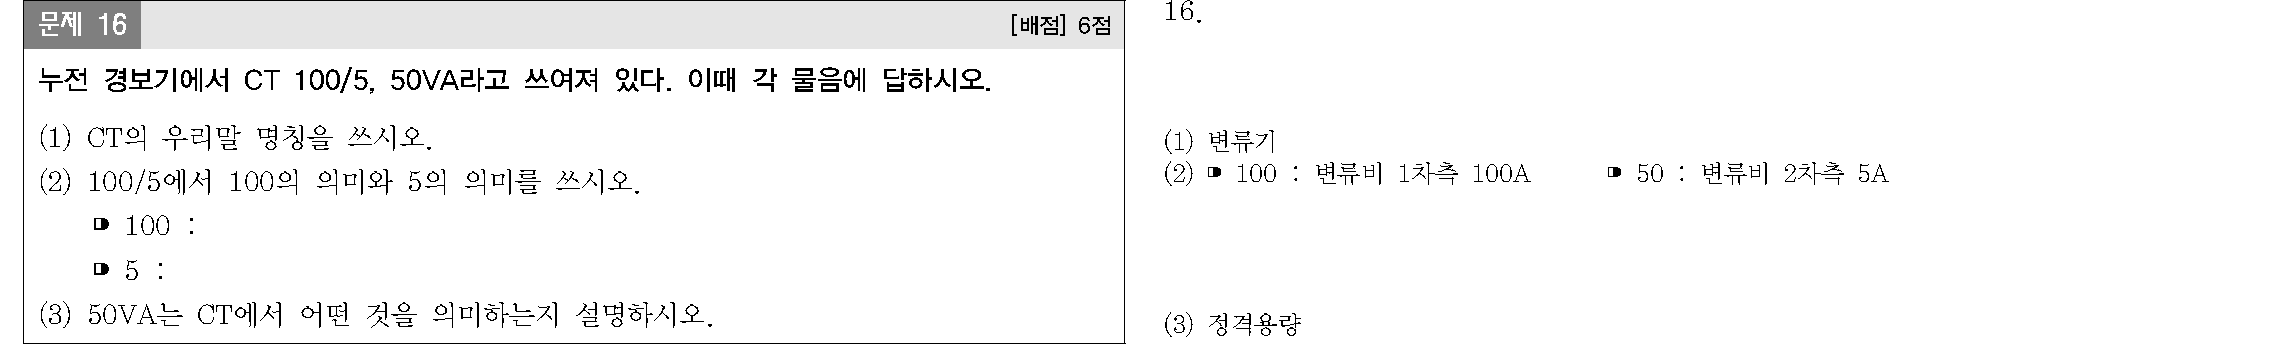 문제 16
[배점] 6점
누전 경보기에서 CT 100/5, 50VA라고 쓰여져 있다. 이때 각 물음에 답하시오.
(1) CT의 우리말 명칭을 쓰시오.
(2) 100/5에서 100의 의미와 5의 의미를 쓰시오.
100 :
5 :
(3) 50VA는 CT에서 어떤 것을 의미하는지 설명하시오.
16.
(1) 변류기
(2) 100 : 변류비 1차측 100A 50 : 변류비 2차측 5A
(3) 정격용량